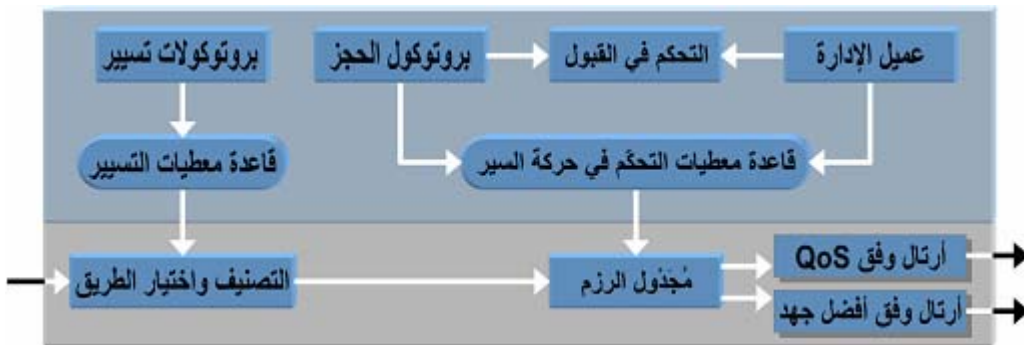 عميل الإدارة
التحكم في القبول
بروتوكول الحجز
بروتوكولات تسيير
قاعدة معطيات التحكّم في حركة السير
قاعدة معطيات التسيير
أرتال وفق QoS
مُجَدْول الرزم
التصنيف واختيار الطريق
أرتال وفق أفضل جهد